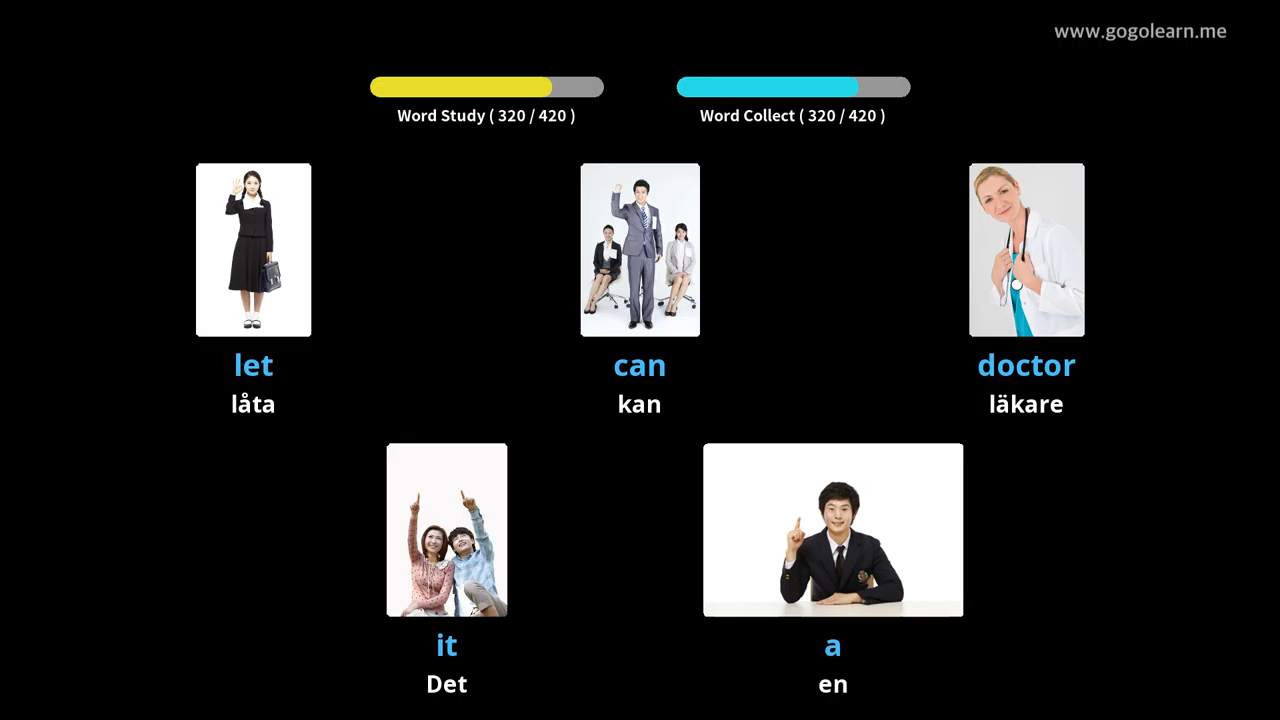 www.gogolearn.me
Word Study ( 320 / 420 )
Word Collect ( 320 / 420 )
let
låta
can
kan
doctor
läkare
it
Det
a
en